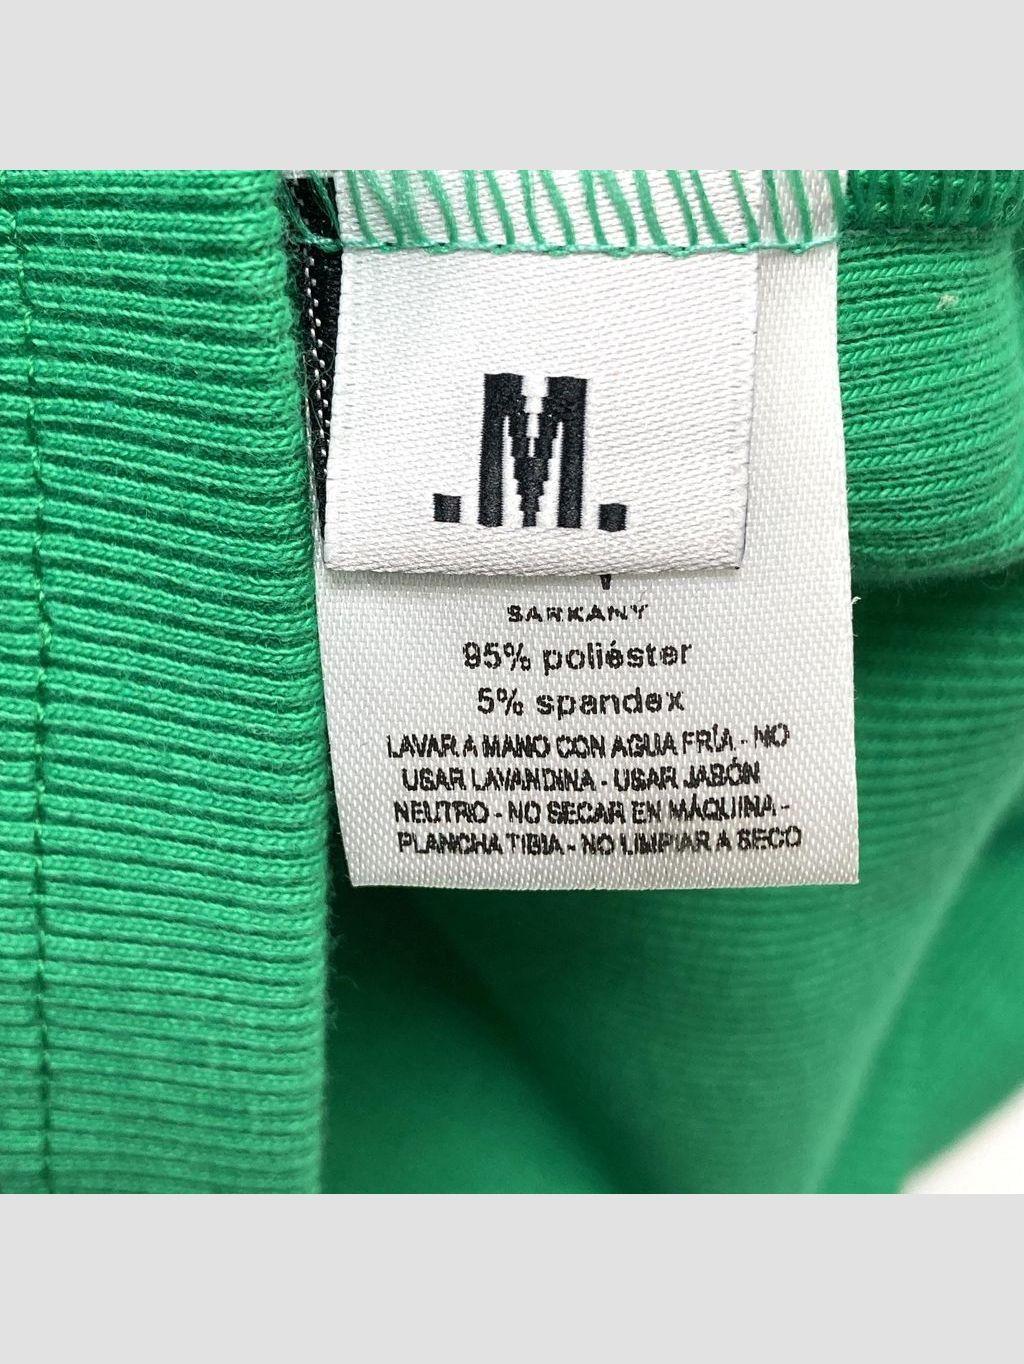 .M.
SARKANY
95% poliéster
5% spandex
LAVAR A MANO CON AGUA FRÍA - NO
USAR LAVANDINA - USAR JABÓN
NEUTRO - NO SECAR EN MÁQUINA -
PLANCHA TIBIA - NO LIMPIAR A SECO